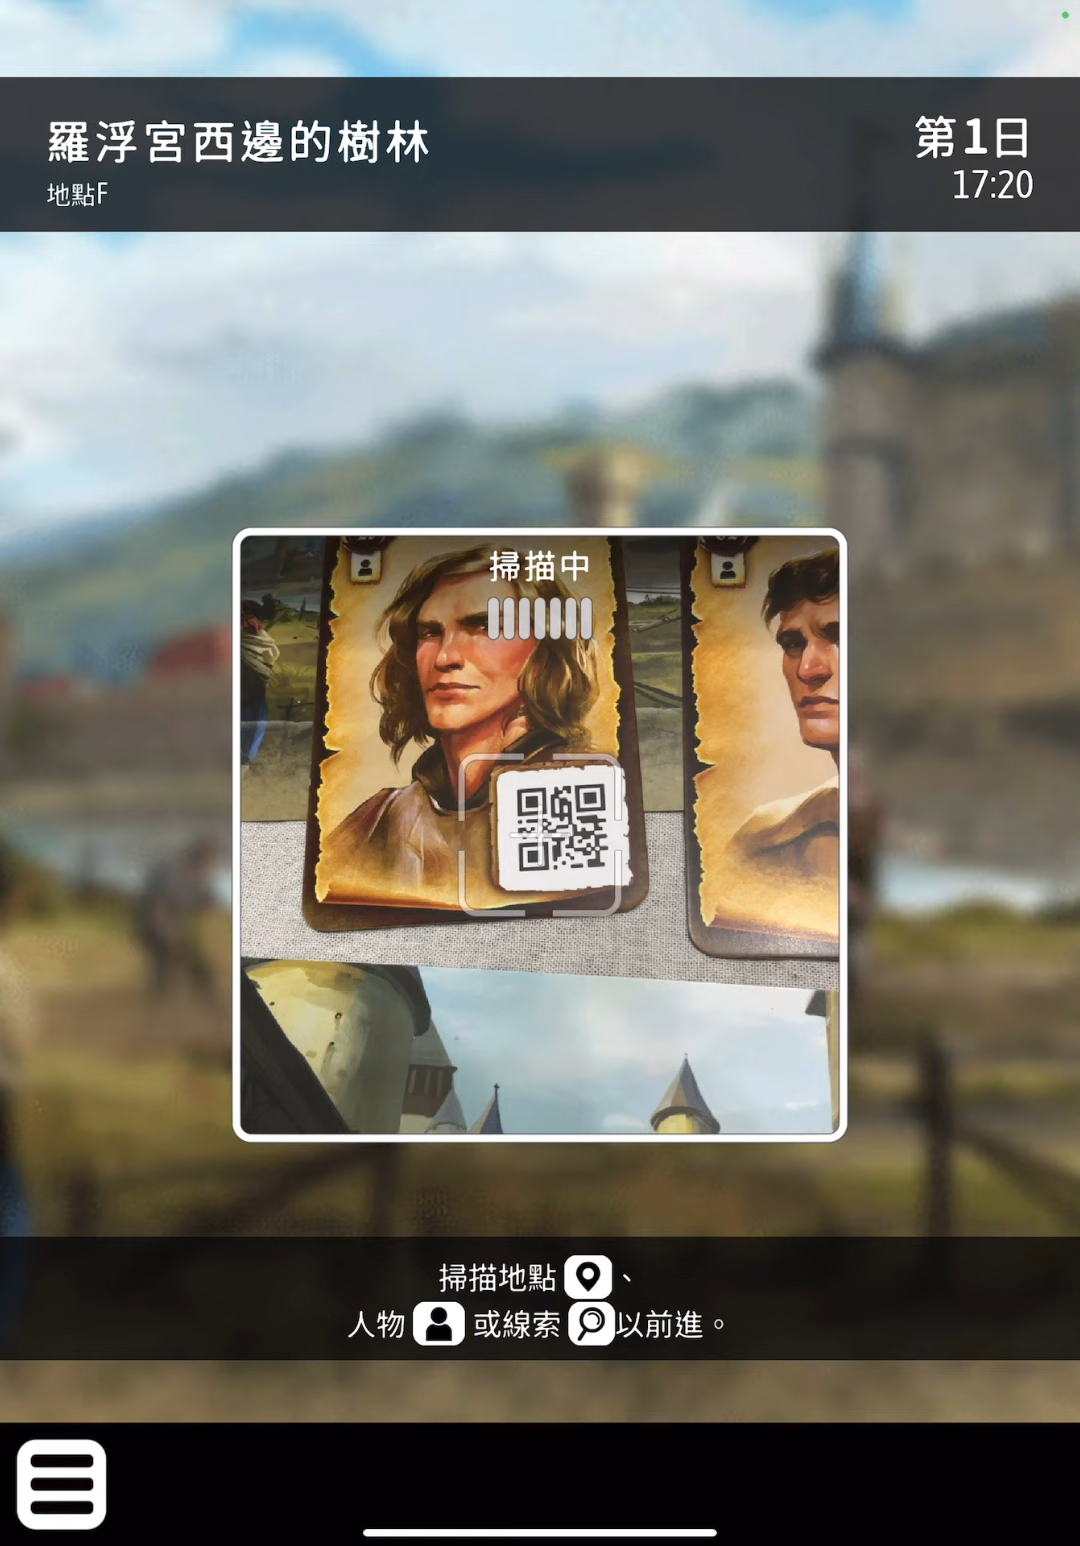 羅浮宮西邊的樹林
地點F
第1日
17:20
掃描中
掃描地點、
人物 或線索 以前進。